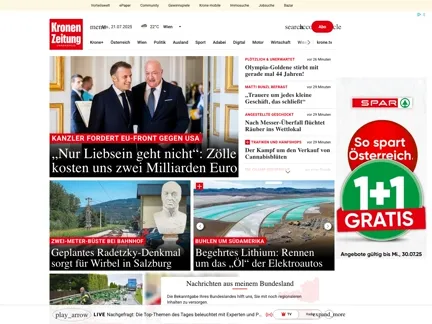 Vorteilswelt ePaper Community Gewinnspiele Krone mobile Unterwegs Jobsuche Bazar
Kronen
Zeitung
menu
Mo., 21.07.2025
22°C
Wien
search
Abo
Krone+ Österreich Wien Politik Ausland Sport Adabei Digital Motor Trends Wirtschaft Wissen krone tv
KANZLER FORDERT EU-FRONT GEGEN USA
„Nur Liebsein geht nicht“: Zölle
kosten uns zwei Milliarden Euro
PLÖTZLICH & UNERWARTET
vor 26 Minuten
Olympia-Goldene stirbt mit
gerade mal 44 Jahren!
MATTI NUSEL BEFRAGT
vor 29 Minuten
„Trauern um jedes kleine
Geschäft, das schließt“
ANGESTELLTE GESCHOCKT
vor 29 Minuten
Nach Messer-Überfall flüchtet
Räuber ins Wettlokal
TRAFIKEN UND HANFSHOPS
vor 29 Minuten
Der Kampf um den Verkauf von
Cannabisblüten
SPAR
So spart
Österreich.
1+1
GRATIS
Angebote gültig bis Mi., 30.07.25
ZWEI-METER-BÜSTE BEI BAHNHOF
Geplantes Radetzky-Denkmal
sorgt für Wirbel in Salzburg
BUHLEN UM SÜDAMERIKA
Begehrtes Lithium: Rennen
um das „Öl“ der Elektroautos
Nachrichten aus meinem Bundesland
Die Bekanntgabe Ihres Bundeslandes hilft uns, Sie mit noch regionaleren
Inhalten zu versorgen.
play_arrow
LIVE Nachgefragt: Die Top-Themen des Tages beleuchtet mit Experten und P...
TV
expand_more